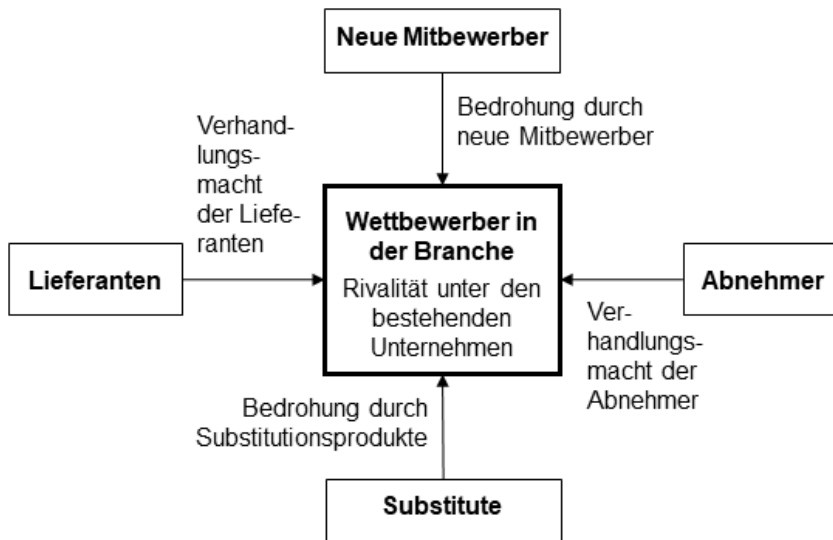 Neue Mitbewerber
Bedrohung durch
neue Mitbewerber
Verhand-
lungs-
macht
der Liefe-
ranten
Lieferanten
Wettbewerber in
der Branche
Rivalität unter den
bestehenden
Unternehmen
Abnehmer
Ver-
handlungs-
macht der
Abnehmer
Bedrohung durch
Substitutionsprodukte
Substitute